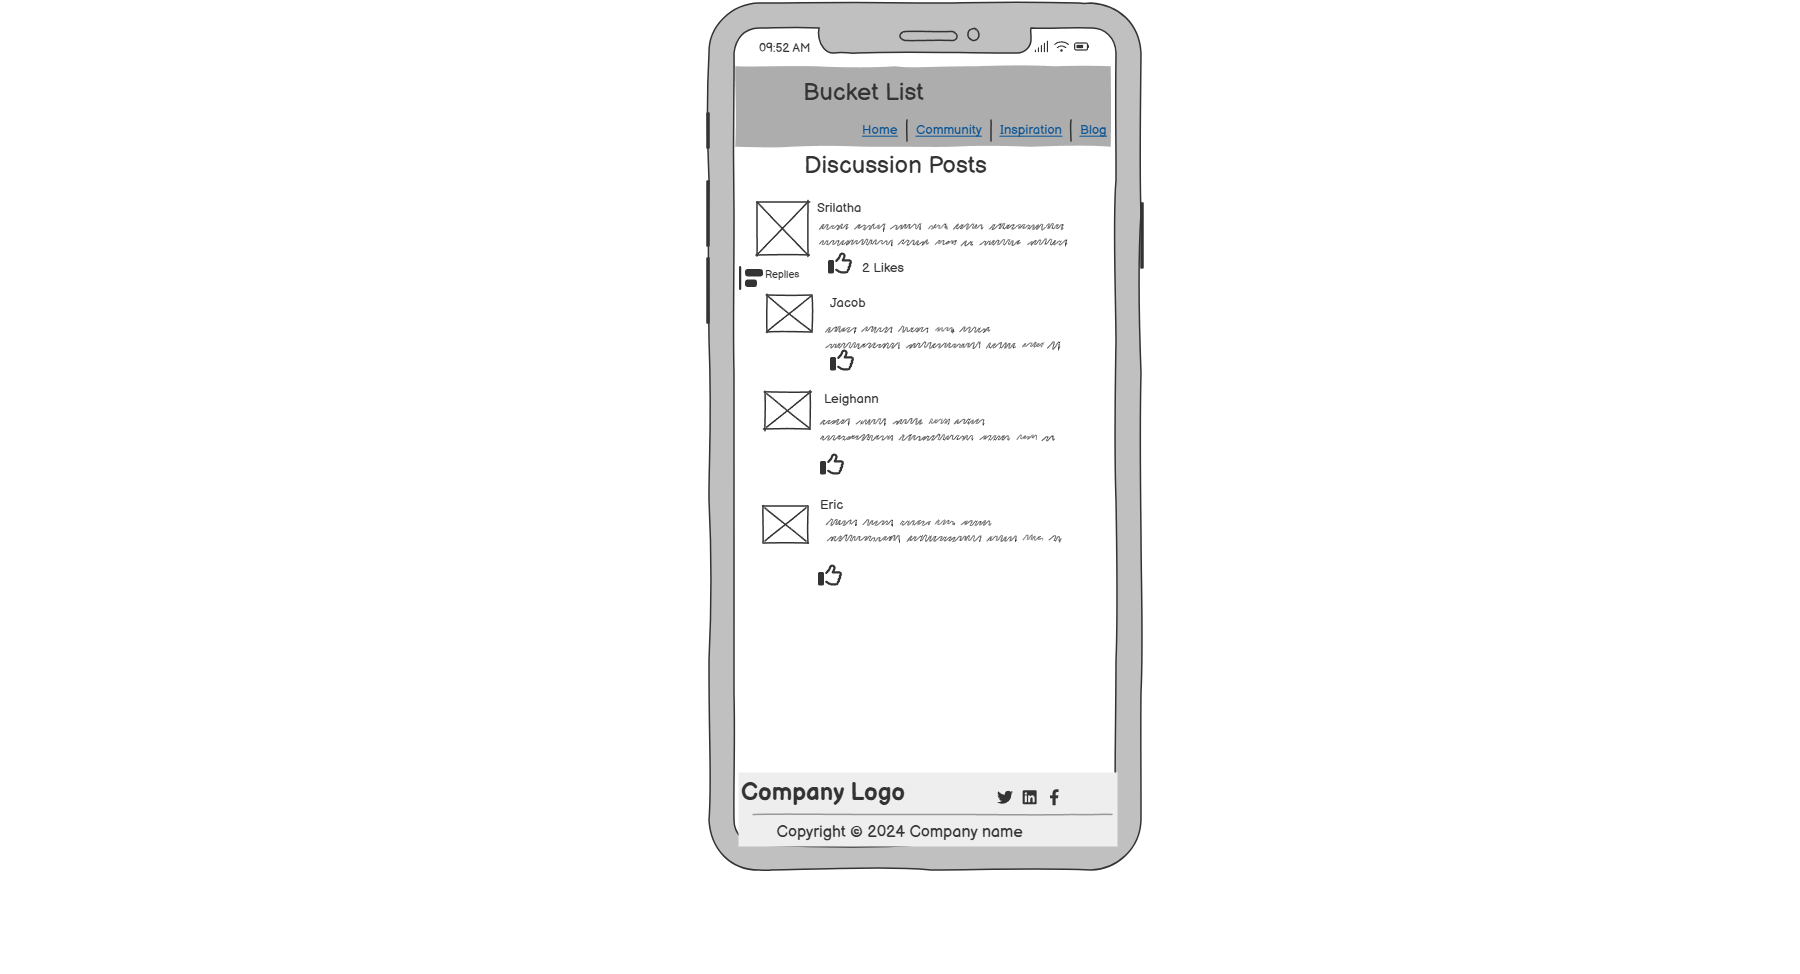 09:52 AM
Bucket List
Home Community Inspiration Blog
Discussion Posts
Srilatha
2 Likes
Replies
Jacob
Leighann
Eric
Company Logo
Copyright © 2024 Company name